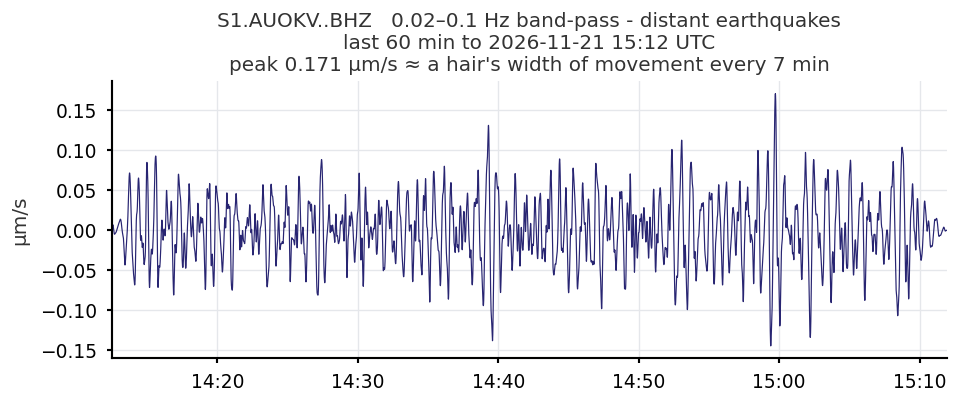 S1.AUOKV..BHZ   0.02–0.1 Hz band-pass - distant earthquakes
last 60 min to 2026-11-21 15:12 UTC
peak 0.171 µm/s ≈ a hair's width of movement every 7 min
µm/s
0.15
0.10
0.05
0.00
−0.05
−0.10
−0.15
14:20 14:30 14:40 14:50 15:00 15:10